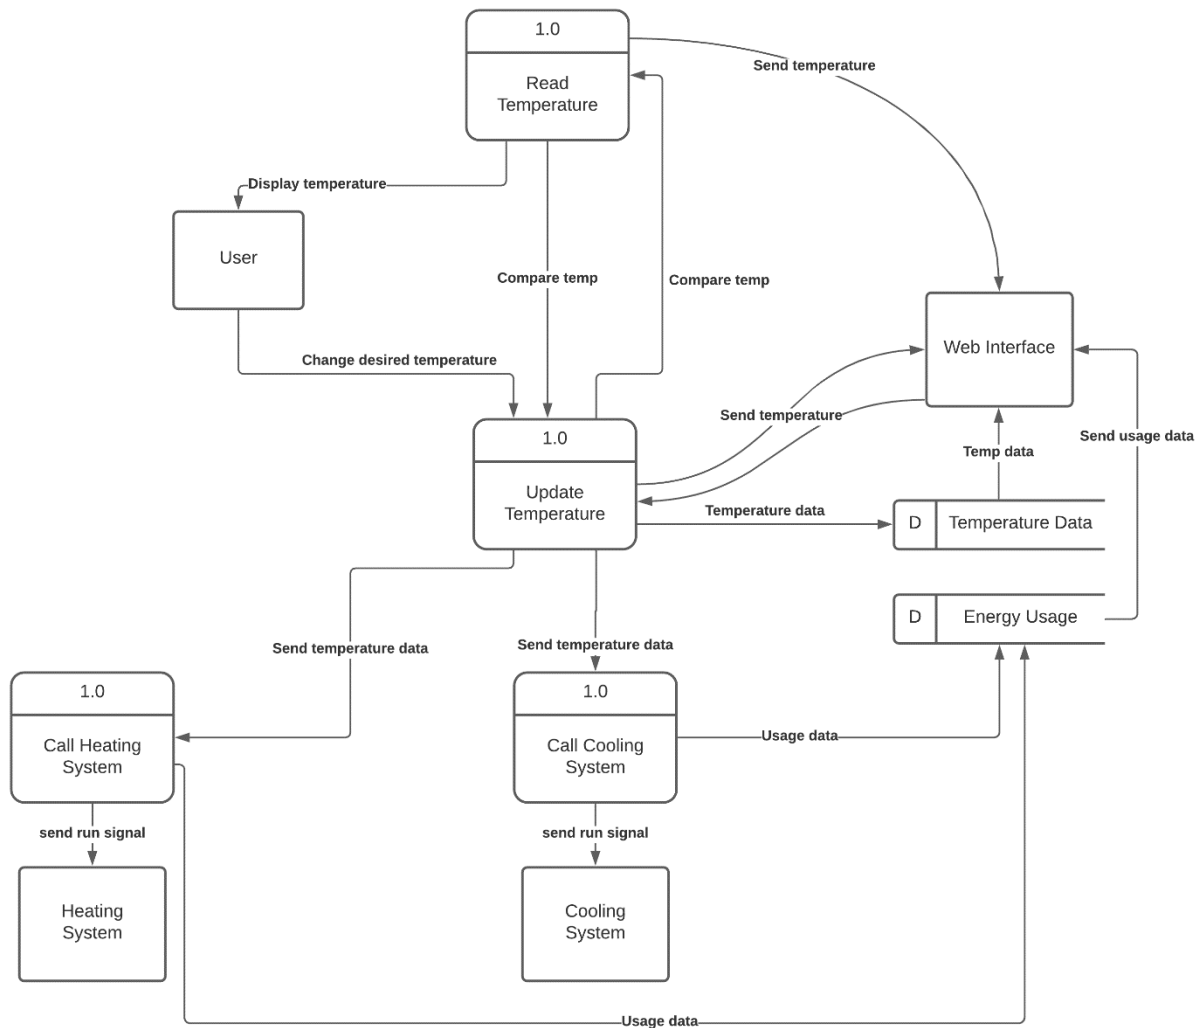 1.0
Read
Temperature
Send temperature
Display temperature
User
Compare temp
Compare temp
Change desired temperature
Web Interface
1.0
Update
Temperature
Send temperature
Send usage data
Temp data
Temperature data
D
Temperature Data
D
Energy Usage
Send temperature data
Send temperature data
1.0
Call Heating
System
1.0
Call Cooling
System
Usage data
send run signal
send run signal
Heating
System
Cooling
System
Usage data